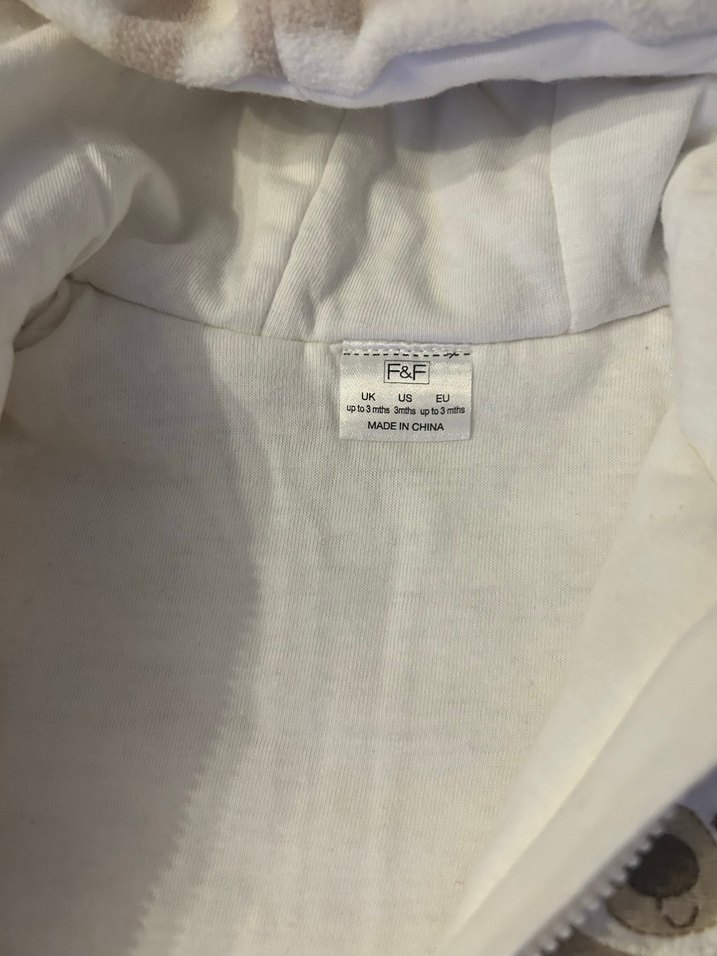 F&F
UK US EU
up to 3 mths 3mths up to 3 mths
MADE IN CHINA